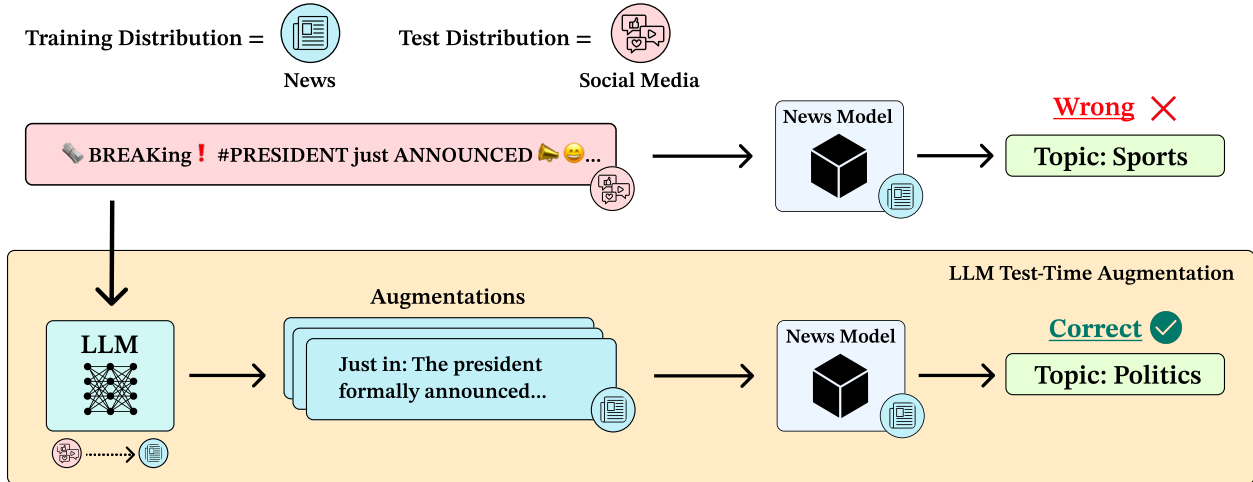 Training Distribution =
News
Test Distribution =
Social Media
🗞️ BREAKing❗ #PRESIDENT just ANNOUNCED 📣😄...
News Model
Wrong
Topic: Sports
LLM Test-Time Augmentation
LLM
Augmentations
Just in: The president
formally announced...
News Model
Correct
Topic: Politics